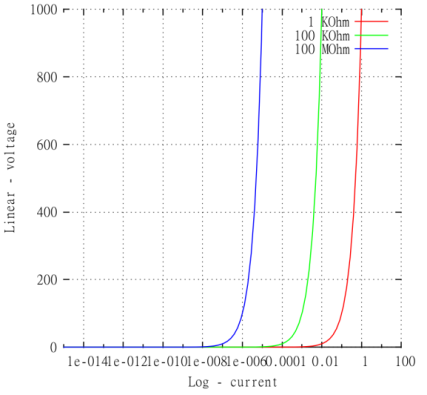 1000
800
600
400
200
0
Linear - voltage
1 KOhm
100 KOhm
100 MOhm
1e-014 1e-012 1e-010 1e-008 1e-006 0.0001 0.01 1 100
Log - current